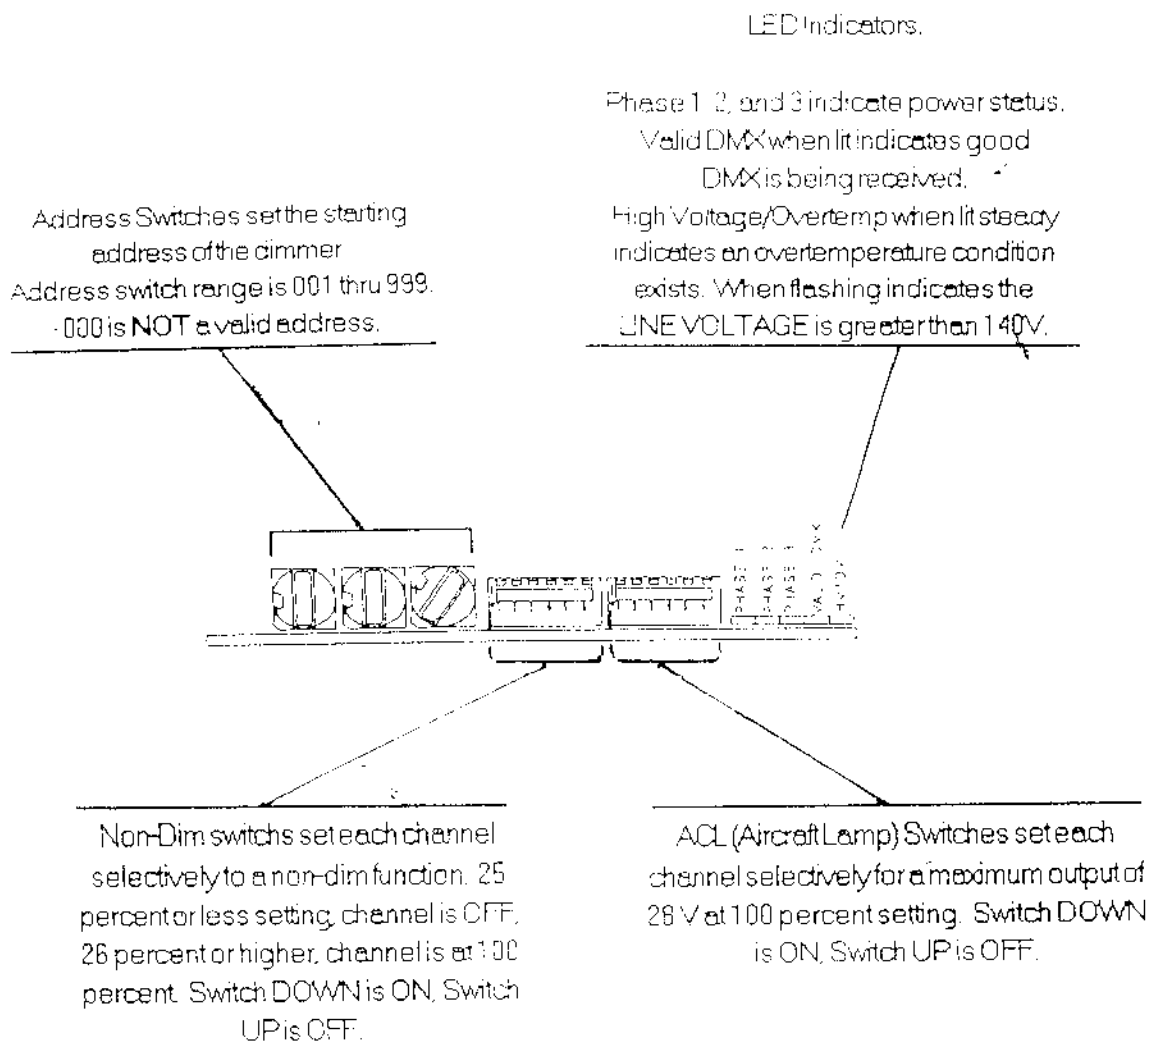 LED Indicators.
Phase 1, 2, and 3 indicate power status.
Valid DMX when lit indicates good
DMX is being received.
High Voltage/Overtemp when lit steady
indicates an overtemperature condition
exists. When flashing indicates the
LINE VOLTAGE is greater than 140V.
Address Switches set the starting
address of the dimmer
Address switch range is 001 thru 999.
000 is NOT a valid address.
PHASE 1
PHASE 2
PHASE 3
VALID DMX
HV/OV
Non-Dim switchs set each channel
selectively to a non-dim function. 25
percent or less setting, channel is OFF,
26 percent or higher, channel is at 100
percent. Switch DOWN is ON, Switch
UP is OFF.
ACL (Aircraft Lamp) Switches set each
channel selectively for a maximum output of
28 V at 100 percent setting. Switch DOWN
is ON, Switch UP is OFF.